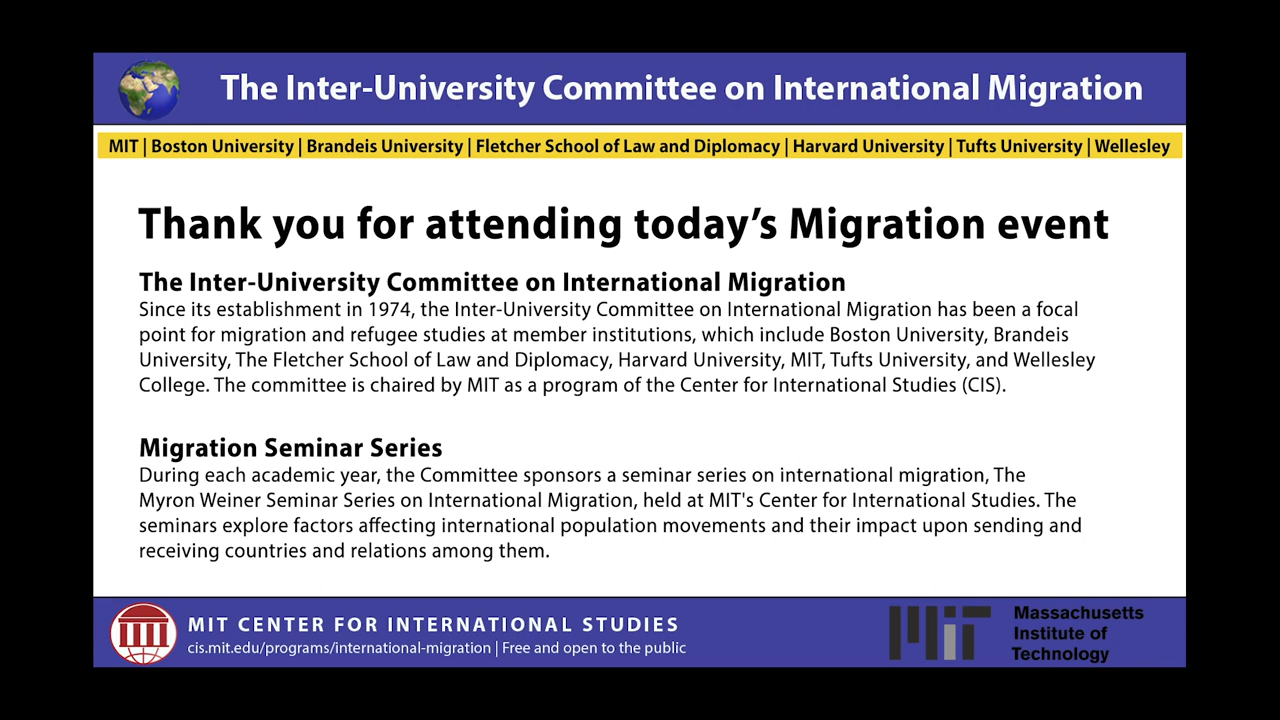 The Inter-University Committee on International Migration
MIT | Boston University | Brandeis University | Fletcher School of Law and Diplomacy | Harvard University | Tufts University | Wellesley
Thank you for attending today’s Migration event
The Inter-University Committee on International Migration
Since its establishment in 1974, the Inter-University Committee on International Migration has been a focal
point for migration and refugee studies at member institutions, which include Boston University, Brandeis
University, The Fletcher School of Law and Diplomacy, Harvard University, MIT, Tufts University, and Wellesley
College. The committee is chaired by MIT as a program of the Center for International Studies (CIS).
Migration Seminar Series
During each academic year, the Committee sponsors a seminar series on international migration, The
Myron Weiner Seminar Series on International Migration, held at MIT's Center for International Studies. The
seminars explore factors affecting international population movements and their impact upon sending and
receiving countries and relations among them.
MIT CENTER FOR INTERNATIONAL STUDIES
cis.mit.edu/programs/international-migration | Free and open to the public
MIT
Massachusetts
Institute of
Technology